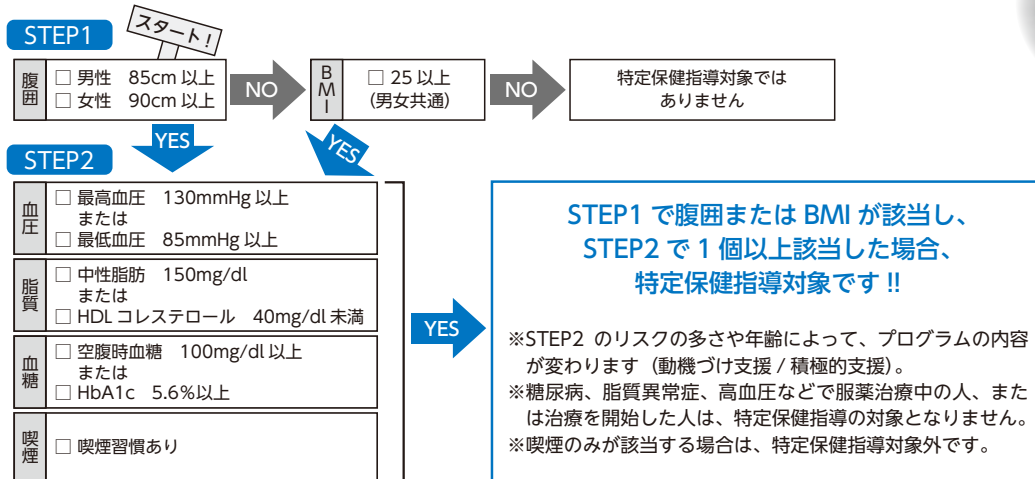 STEP1
スタート!
腹囲
□ 男性 85cm 以上
□ 女性 90cm 以上
NO
BMI
□ 25 以上
(男女共通)
NO
特定保健指導対象では
ありません
YES
YES
STEP2
血圧
□ 最高血圧 130mmHg 以上
または
□ 最低血圧 85mmHg 以上
脂質
□ 中性脂肪 150mg/dl
または
□ HDL コレステロール 40mg/dl 未満
血糖
□ 空腹時血糖 100mg/dl 以上
または
□ HbA1c 5.6%以上
喫煙
□ 喫煙習慣あり
YES
STEP1 で腹囲または BMI が該当し、
STEP2 で 1 個以上該当した場合、
特定保健指導対象です !!
※STEP2 のリスクの多さや年齢によって、プログラムの内容
が変わります(動機づけ支援 / 積極的支援)。
※糖尿病、脂質異常症、高血圧などで服薬治療中の人、また
は治療を開始した人は、特定保健指導の対象となりません。
※喫煙のみが該当する場合は、特定保健指導対象外です。